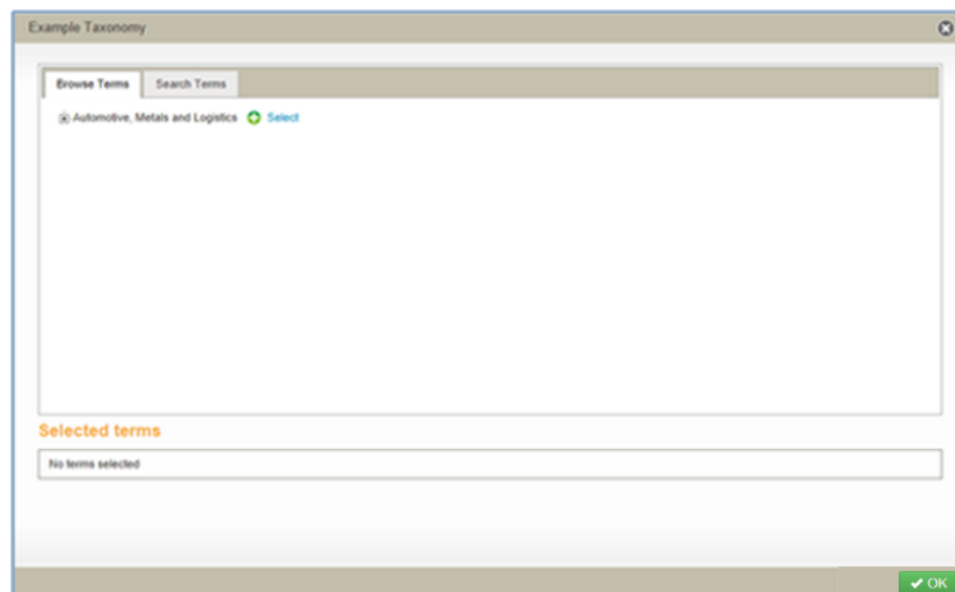 Example Taxonomy
Browse Terms Search Terms
Automotive, Metals and Logistics Select
Selected terms
No terms selected
OK